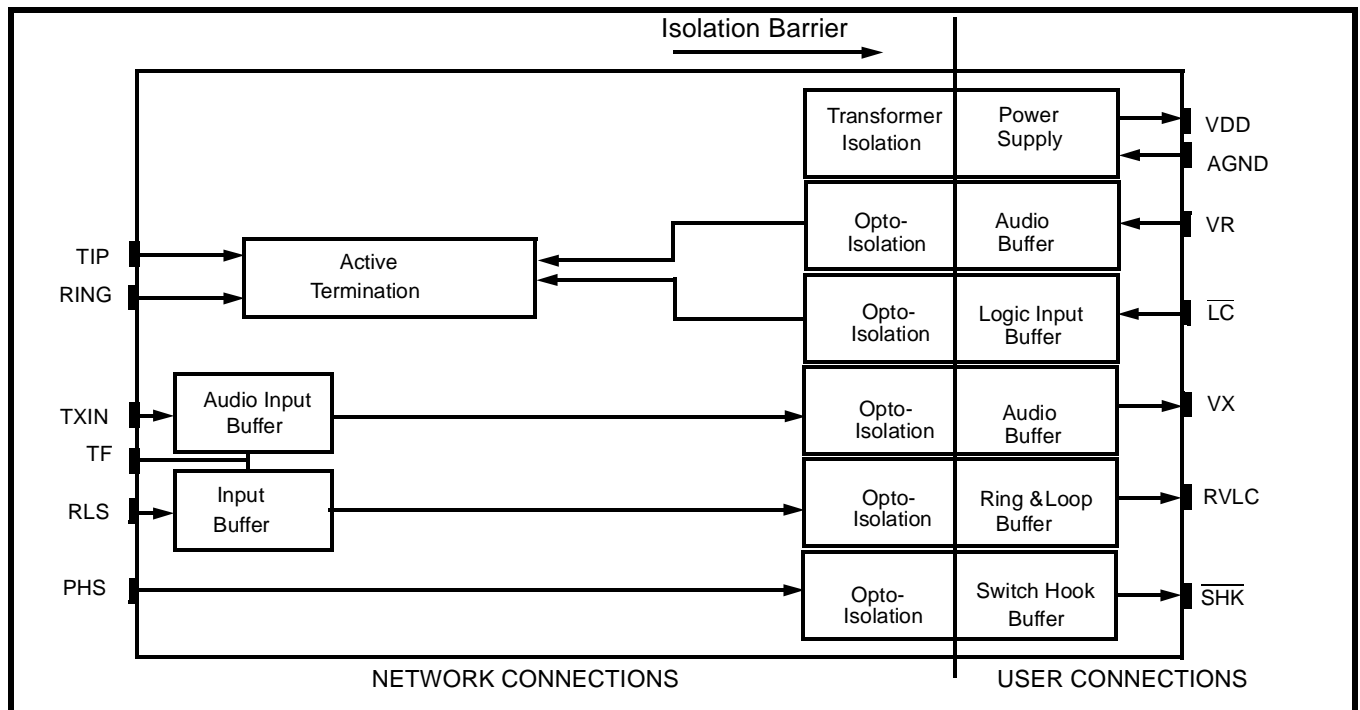 Isolation Barrier
Transformer
Isolation
Power
Supply
VDD
AGND
Opto-
Isolation
Audio
Buffer
VR
TIP
RING
Active
Termination
Opto-
Isolation
Logic Input
Buffer
LC
TXIN
Audio Input
Buffer
Opto-
Isolation
Audio
Buffer
VX
TF
RLS
Input
Buffer
Opto-
Isolation
Ring &Loop
Buffer
RVLC
PHS
Opto-
Isolation
Switch Hook
Buffer
SHK
NETWORK CONNECTIONS
USER CONNECTIONS